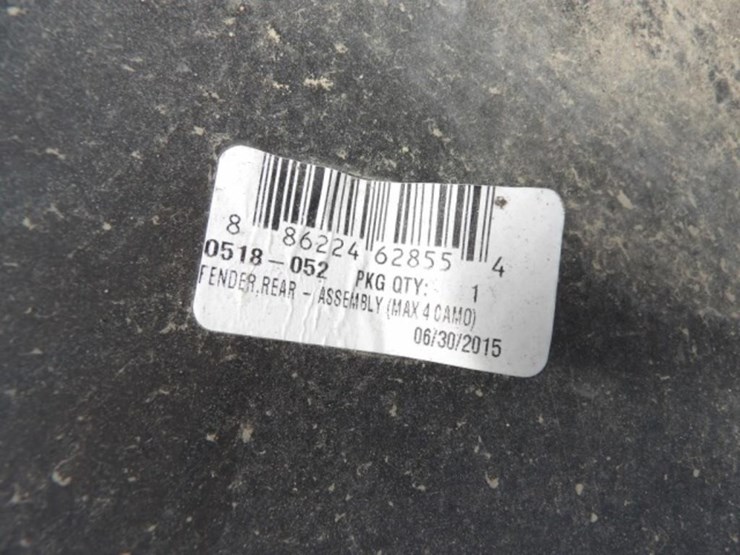 8 86224 62855 4
0518-052 PKG QTY: 1
FENDER,REAR - ASSEMBLY (MAX 4 CAMO)
06/30/2015